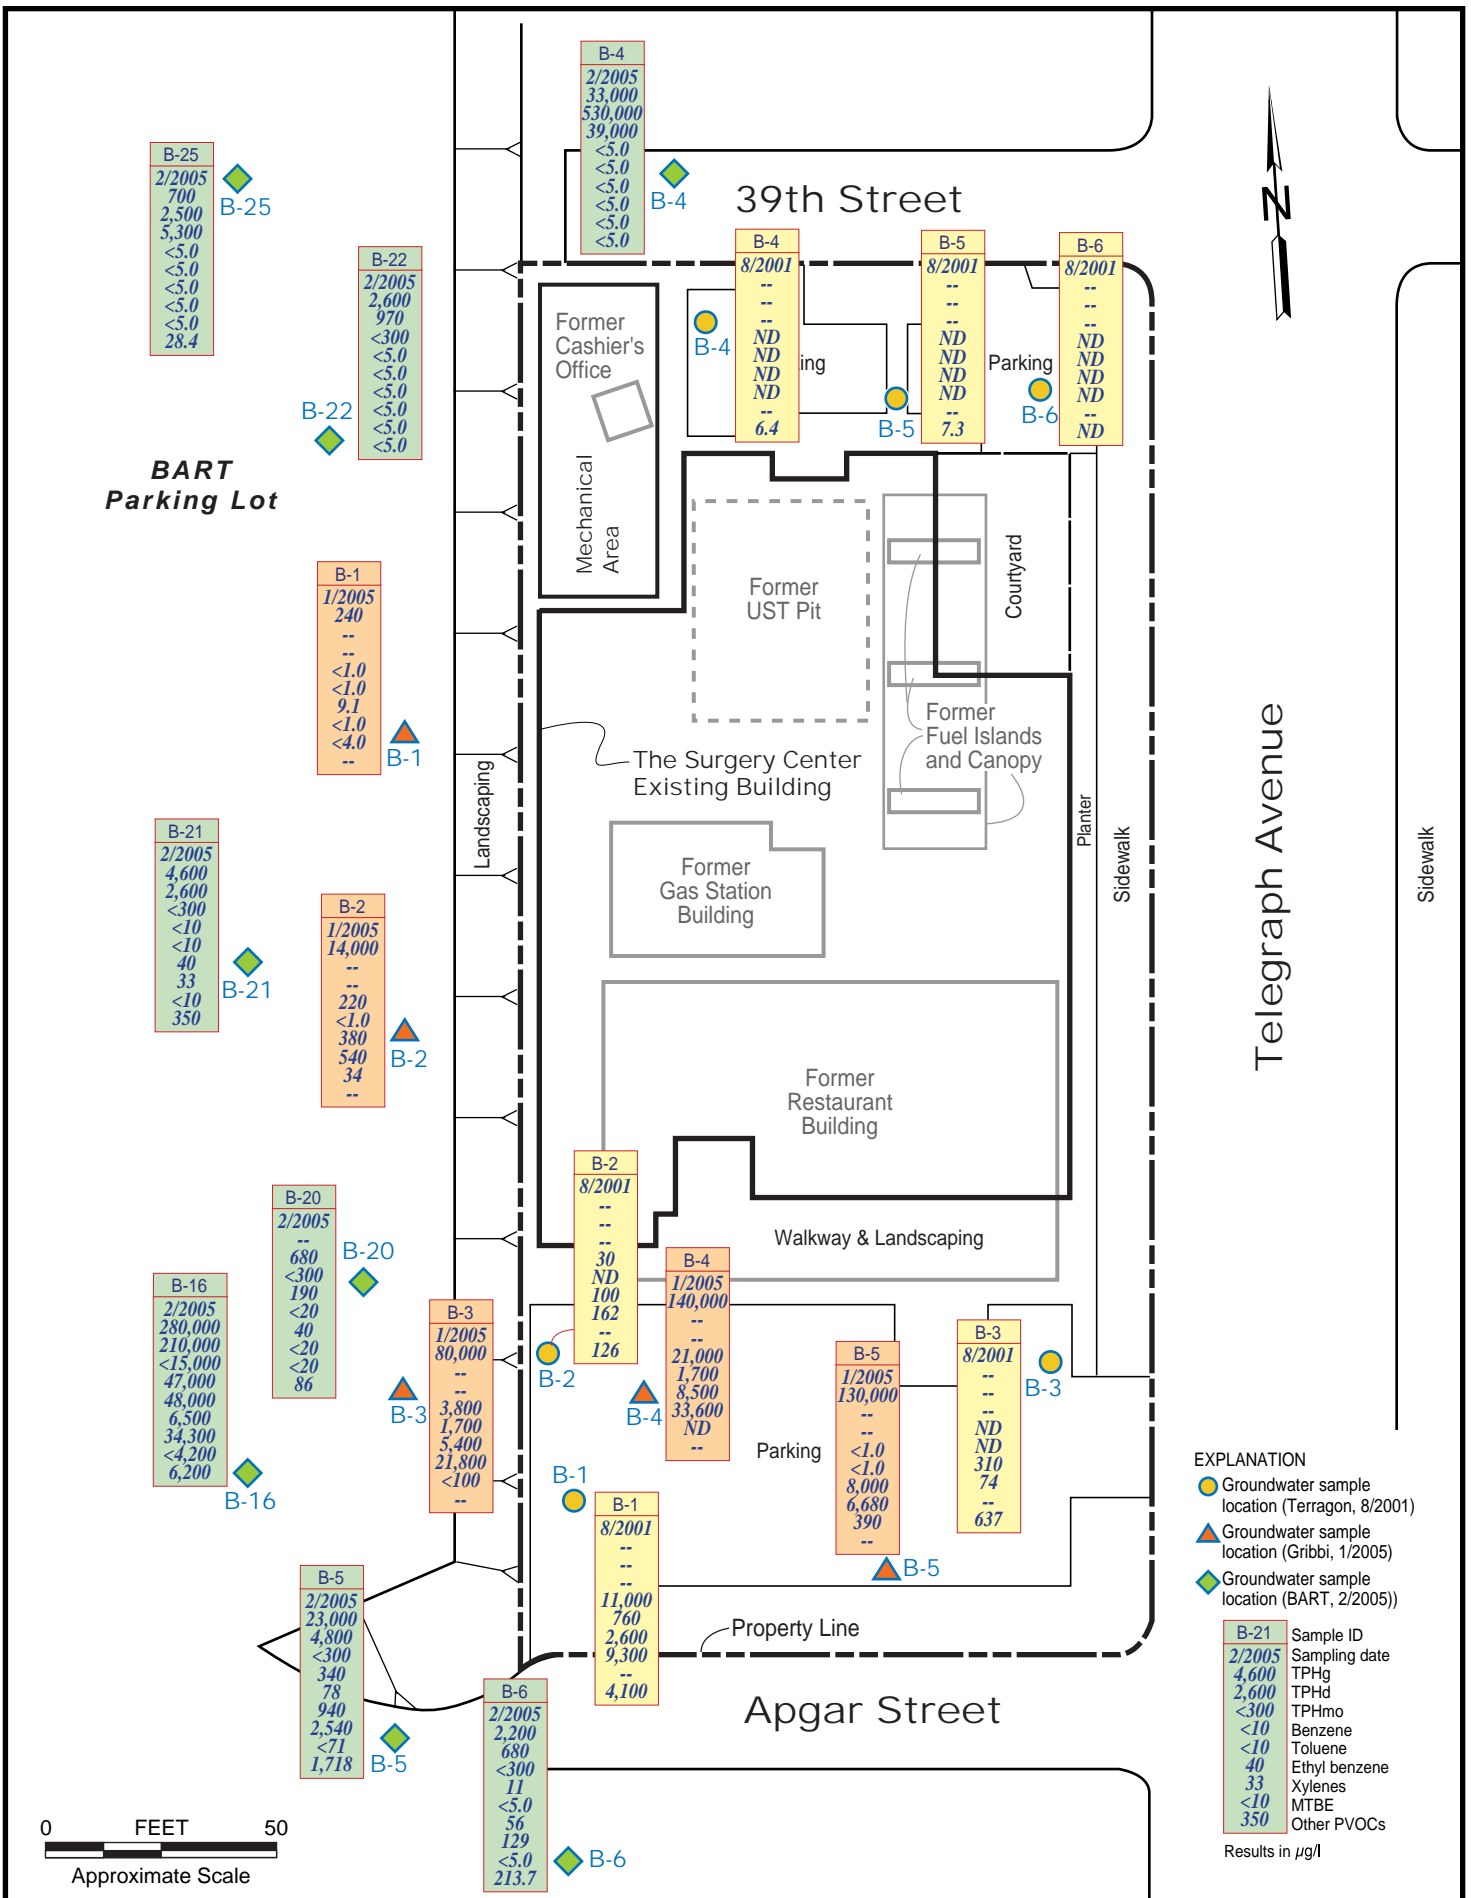 B-4
2/2005
33,000
530,000
39,000
<5.0
<5.0
<5.0
<5.0
<5.0
<5.0
B-4
39th Street
N
B-25
2/2005
700
2,500
5,300
<5.0
<5.0
<5.0
<5.0
<5.0
28.4
B-25
B-22
2/2005
2,600
970
<300
<5.0
<5.0
<5.0
<5.0
<5.0
<5.0
B-22
BART
Parking Lot
Former
Cashier's
Office
Mechanical
Area
B-4
B-4
8/2001
--
--
--
ND
ND
ND
ND
--
6.4
ing
B-5
8/2001
--
--
--
ND
ND
ND
ND
--
7.3
B-5
Parking
B-6
B-6
8/2001
--
--
--
ND
ND
ND
ND
--
ND
Former
UST Pit
Courtyard
Former
Fuel Islands
and Canopy
The Surgery Center
Existing Building
Landscaping
Planter
Sidewalk
Telegraph Avenue
Sidewalk
B-1
1/2005
240
--
--
<1.0
<1.0
9.1
<1.0
<4.0
--
B-1
B-21
2/2005
4,600
2,600
<300
<10
<10
40
33
<10
350
B-21
B-2
1/2005
14,000
--
--
220
<1.0
380
540
34
--
B-2
Former
Gas Station
Building
Former
Restaurant
Building
Walkway & Landscaping
B-2
8/2001
--
--
--
30
ND
100
162
--
126
B-2
B-20
2/2005
--
680
<300
190
<20
40
<20
<20
86
B-20
B-16
2/2005
280,000
210,000
<15,000
47,000
48,000
6,500
34,300
<4,200
6,200
B-16
B-3
1/2005
80,000
--
--
3,800
1,700
5,400
21,800
<100
--
B-3
B-4
1/2005
140,000
--
--
21,000
1,700
8,500
33,600
ND
--
B-4
Parking
B-5
1/2005
130,000
--
--
<1.0
<1.0
8,000
6,680
390
--
B-5
B-3
8/2001
--
--
--
ND
ND
310
74
--
637
B-3
B-1
B-1
8/2001
--
--
--
11,000
760
2,600
9,300
--
4,100
Property Line
Apgar Street
B-5
2/2005
23,000
4,800
<300
340
78
940
2,540
<71
1,718
B-5
B-6
2/2005
2,200
680
<300
11
<5.0
56
129
<5.0
213.7
B-6
0 FEET 50
Approximate Scale
EXPLANATION
Groundwater sample
location (Terragon, 8/2001)
Groundwater sample
location (Gribbi, 1/2005)
Groundwater sample
location (BART, 2/2005))
B-21 Sample ID
2/2005 Sampling date
4,600 TPHg
2,600 TPHd
<300 TPHmo
<10 Benzene
<10 Toluene
40 Ethyl benzene
33 Xylenes
<10 MTBE
350 Other PVOCs
Results in µg/l